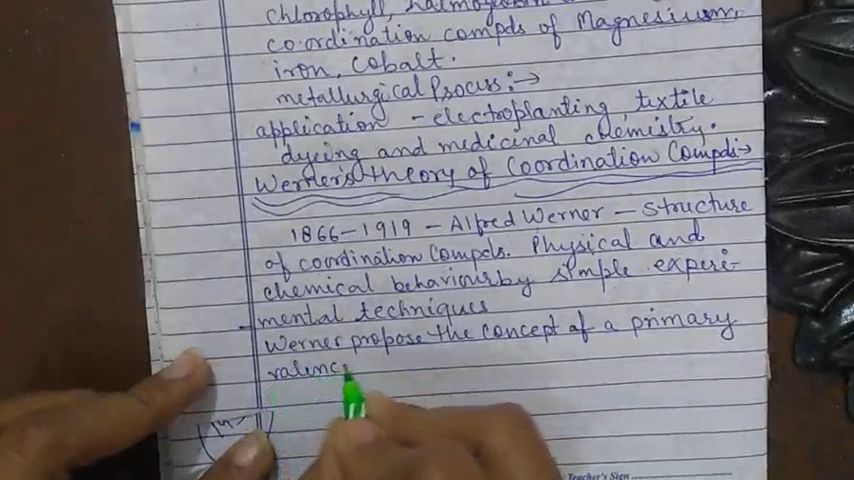 chlorophyll, haemoglobin
co.ordination compds of Magnesium,
iron, cobalt.
metallurgical Process:→
application - electroplanting, textile
dyeing and medicinal chemistry.
Werner's theory of Coordination Compds:→
1866-1919 - Alfred Werner - structure
of coordination Compds. Physical and
chemical behaviour by simple experi-
mental techniques
Werner propose the concept of a primary
valenc
Teacher's Sign